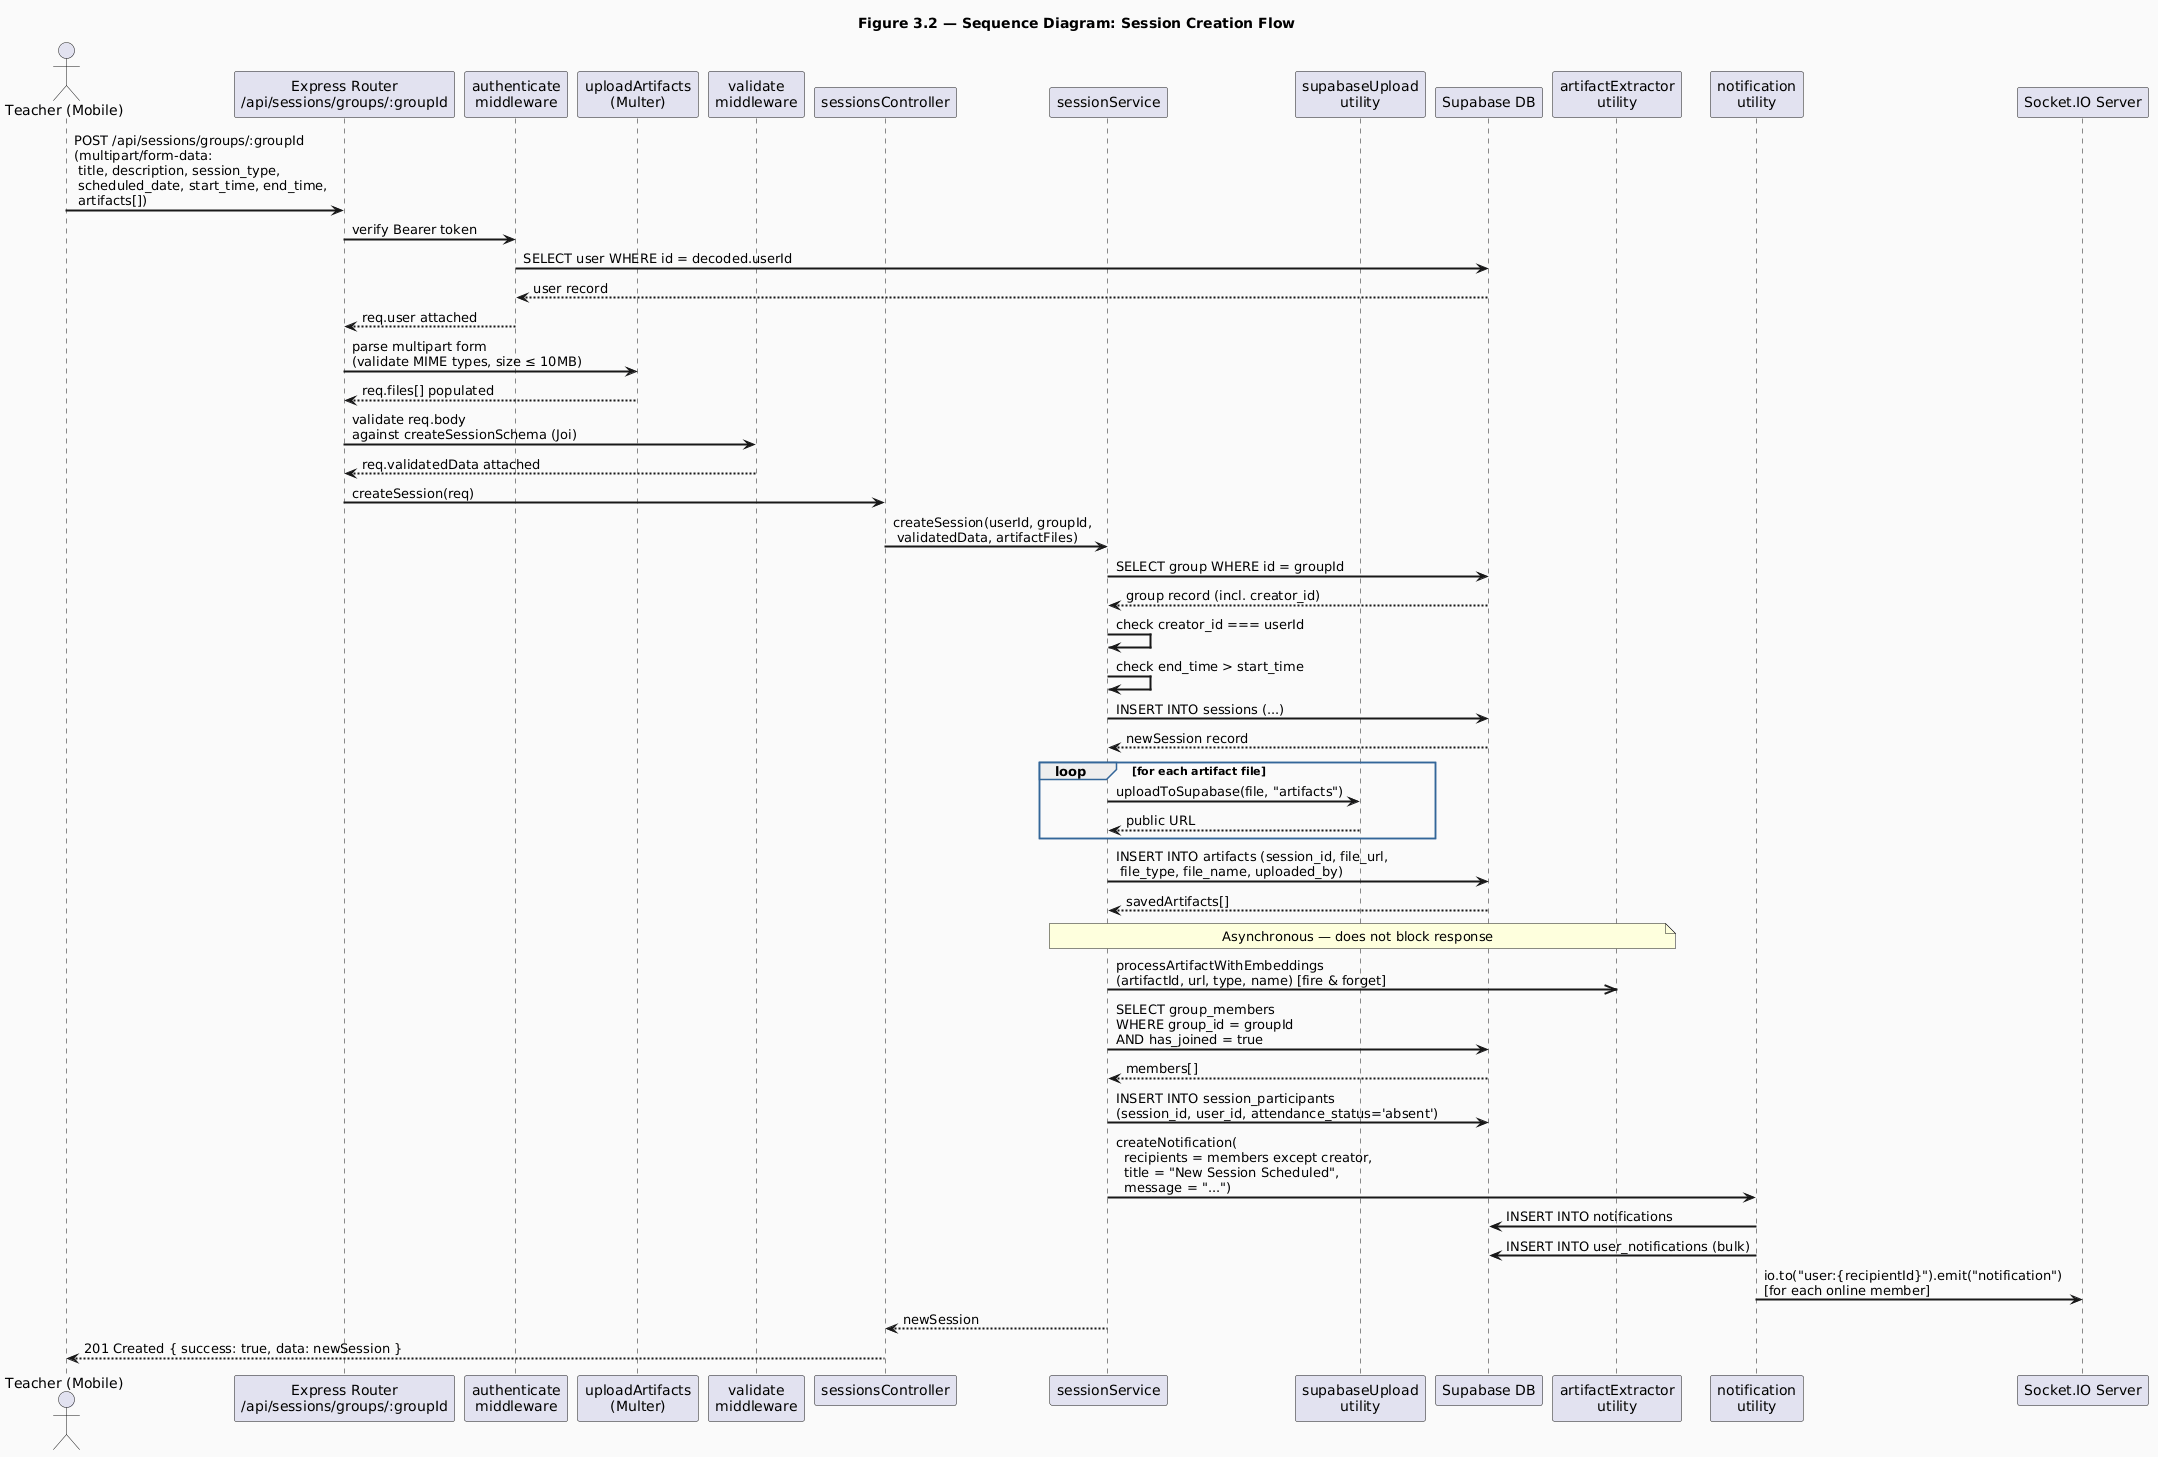 Figure 3.2 — Sequence Diagram: Session Creation Flow
Teacher (Mobile)
Express Router
/api/sessions/groups/:groupId
authenticate
middleware
uploadArtifacts
(Multer)
validate
middleware
sessionsController
sessionService
supabaseUpload
utility
Supabase DB
artifactExtractor
utility
notification
utility
Socket.IO Server
POST /api/sessions/groups/:groupId
(multipart/form-data:
title, description, session_type,
scheduled_date, start_time, end_time,
artifacts[])
verify Bearer token
SELECT user WHERE id = decoded.userId
user record
req.user attached
parse multipart form
(validate MIME types, size ≤ 10MB)
req.files[] populated
validate req.body
against createSessionSchema (Joi)
req.validatedData attached
createSession(req)
createSession(userId, groupId,
validatedData, artifactFiles)
SELECT group WHERE id = groupId
group record (incl. creator_id)
check creator_id === userId
check end_time > start_time
INSERT INTO sessions (...)
newSession record
loop
[for each artifact file]
uploadToSupabase(file, "artifacts")
public URL
INSERT INTO artifacts (session_id, file_url,
file_type, file_name, uploaded_by)
savedArtifacts[]
Asynchronous — does not block response
processArtifactWithEmbeddings
(artifactId, url, type, name) [fire & forget]
SELECT group_members
WHERE group_id = groupId
AND has_joined = true
members[]
INSERT INTO session_participants
(session_id, user_id, attendance_status='absent')
createNotification(
recipients = members except creator,
title = "New Session Scheduled",
message = "...")
INSERT INTO notifications
INSERT INTO user_notifications (bulk)
io.to("user:{recipientId}").emit("notification")
[for each online member]
newSession
201 Created { success: true, data: newSession }
Teacher (Mobile)
Express Router
/api/sessions/groups/:groupId
authenticate
middleware
uploadArtifacts
(Multer)
validate
middleware
sessionsController
sessionService
supabaseUpload
utility
Supabase DB
artifactExtractor
utility
notification
utility
Socket.IO Server